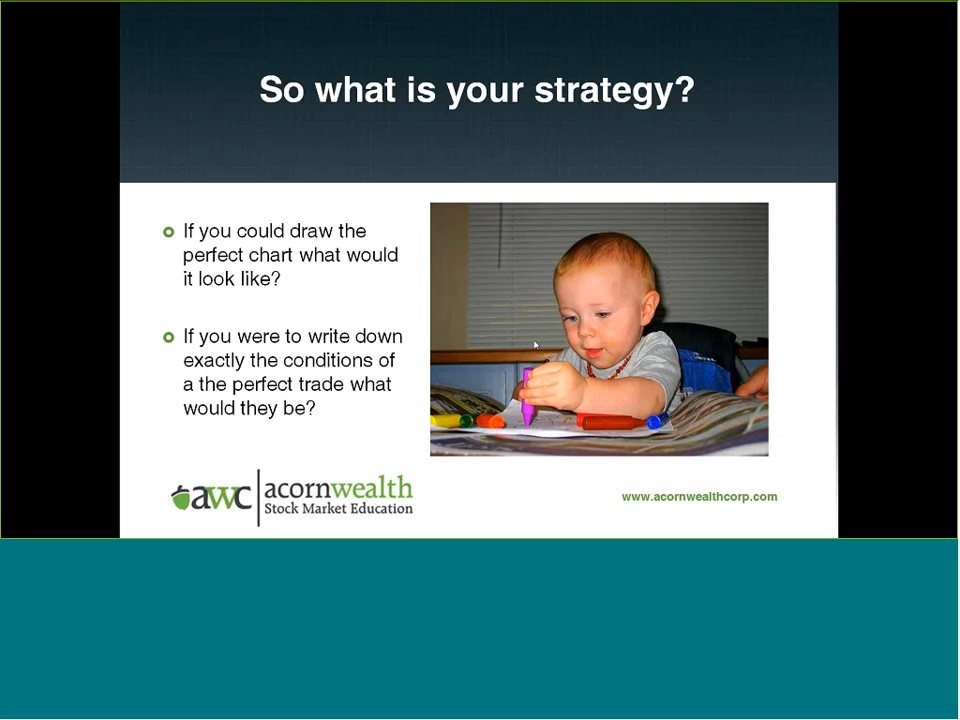 So what is your strategy?
If you could draw the
perfect chart what would
it look like?
If you were to write down
exactly the conditions of
a the perfect trade what
would they be?
awc acornwealth
Stock Market Education
www.acornwealthcorp.com